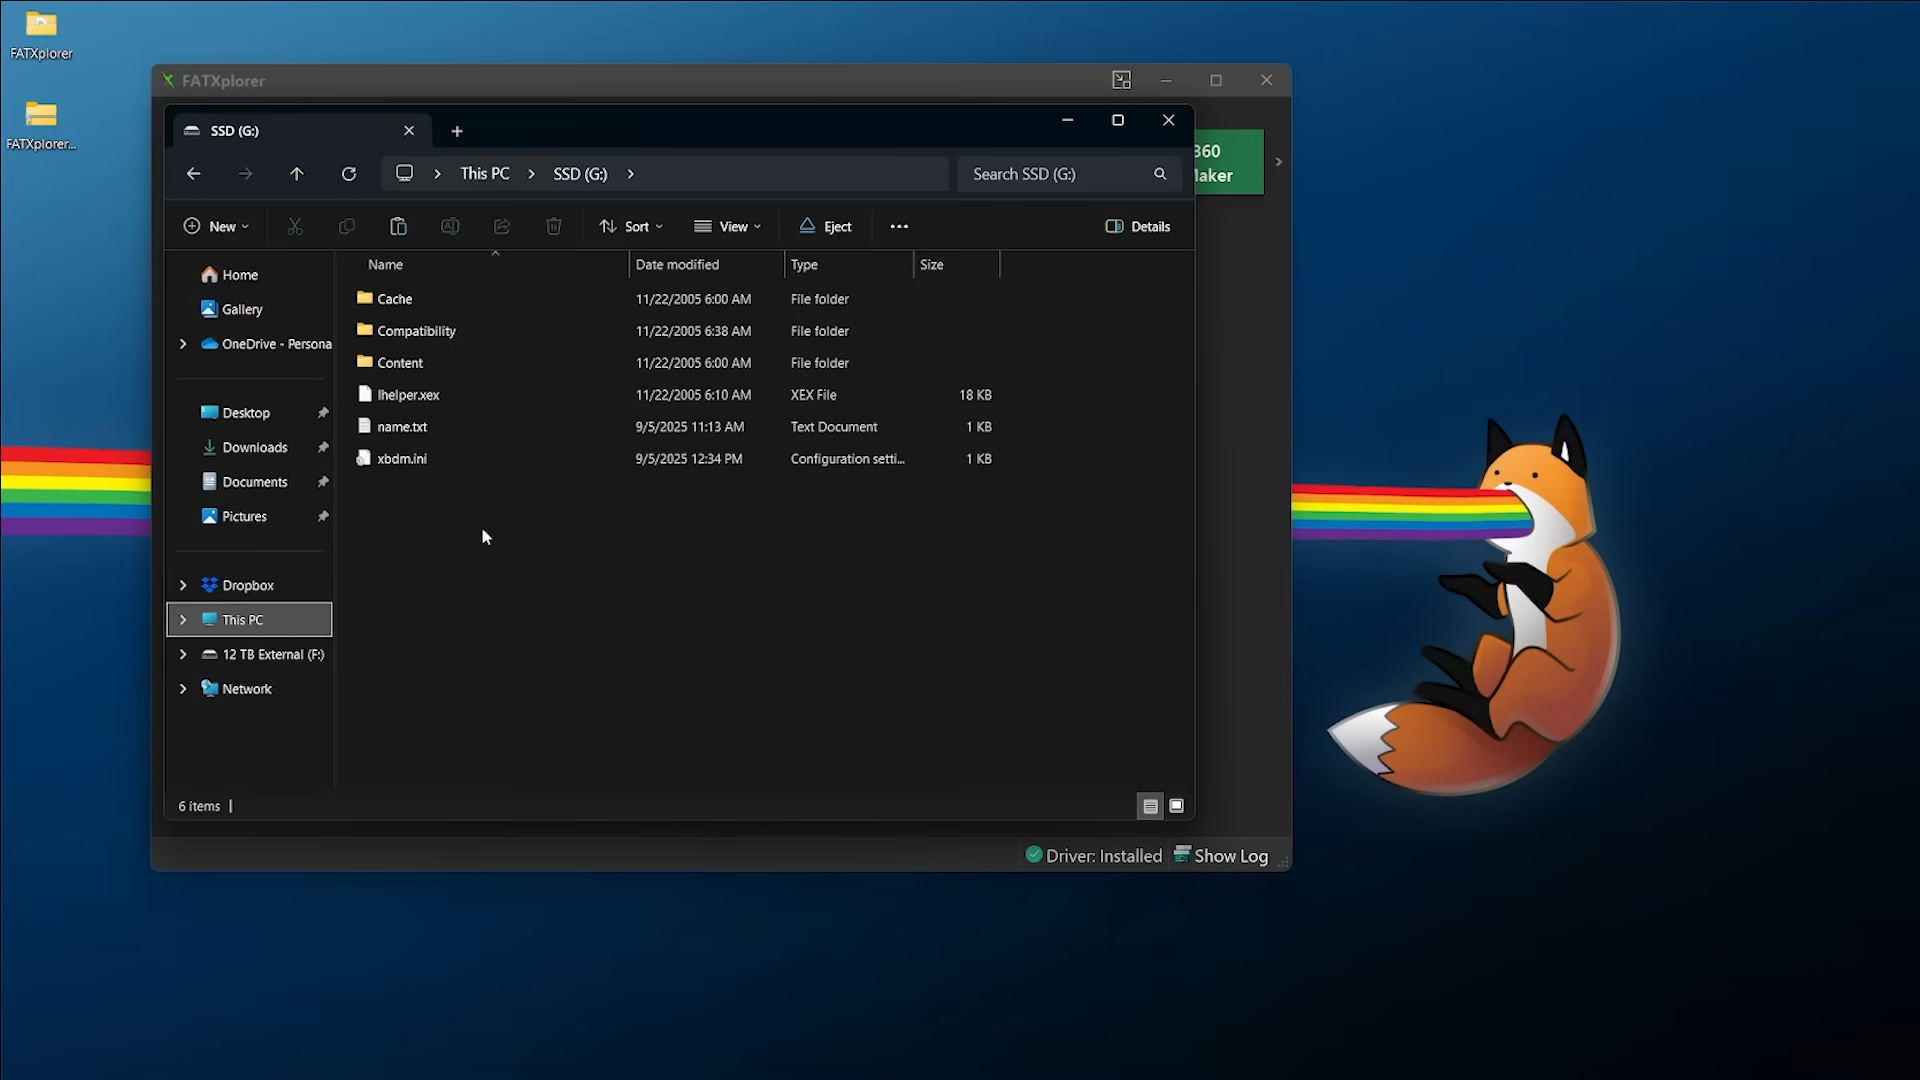 FATXplorer
FATXplorer...
FATXplorer
SSD (G:)
This PC
SSD (G:)
Search SSD (G:)
360
New
Sort
View
Eject
Details
Home
Gallery
OneDrive - Persona
Desktop
Downloads
Documents
Pictures
Dropbox
This PC
12 TB External (F:)
Network
Name Date modified Type Size
Cache 11/22/2005 6:00 AM File folder
Compatibility 11/22/2005 6:38 AM File folder
Content 11/22/2005 6:00 AM File folder
lhelper.xex 11/22/2005 6:10 AM XEX File 18 KB
name.txt 9/5/2025 11:13 AM Text Document 1 KB
xbdm.ini 9/5/2025 12:34 PM Configuration setti... 1 KB
6 items
Driver: Installed
Show Log